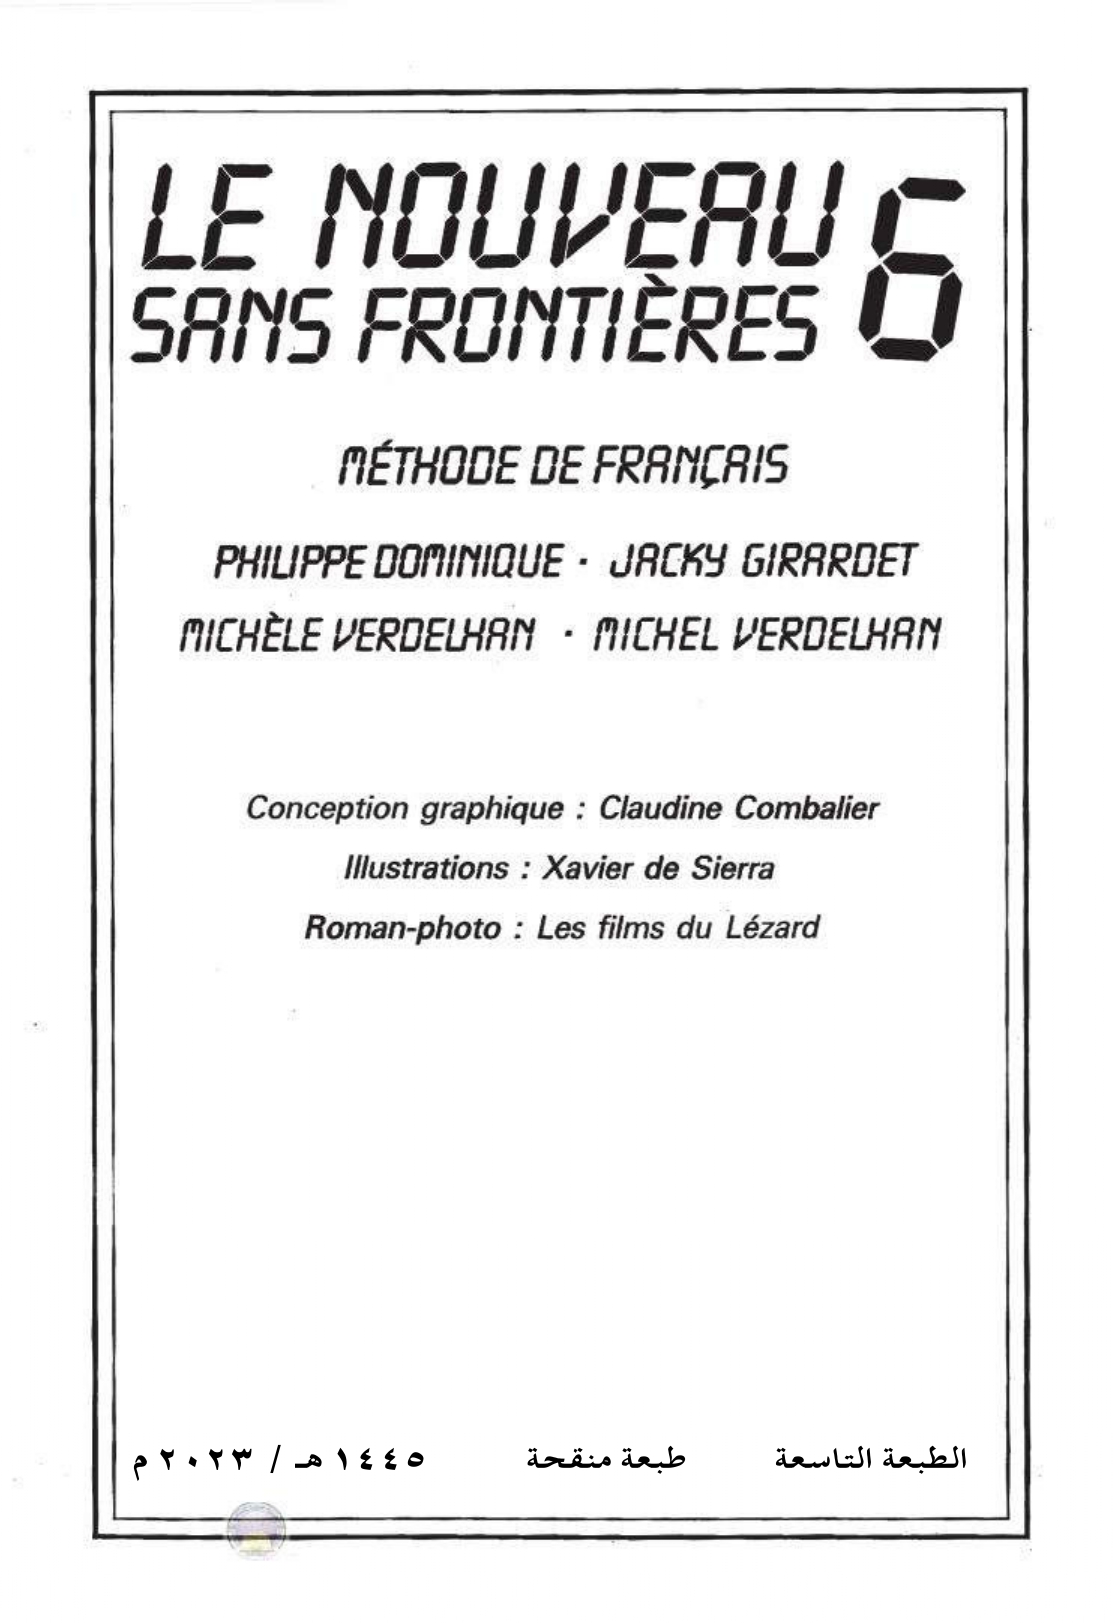 LE NOUVEAU 6
SANS FRONTIÈRES
MÉTHODE DE FRANÇAIS
PHILIPPE DOMINIQUE · JACKY GIRARDET
MICHÈLE VERDELHAN · MICHEL VERDELHAN
Conception graphique : Claudine Combalier
Illustrations : Xavier de Sierra
Roman-photo : Les films du Lézard
الطبعة التاسعة طبعة منقحة ١٤٤٥ هـ / ٢٠٢٣ م